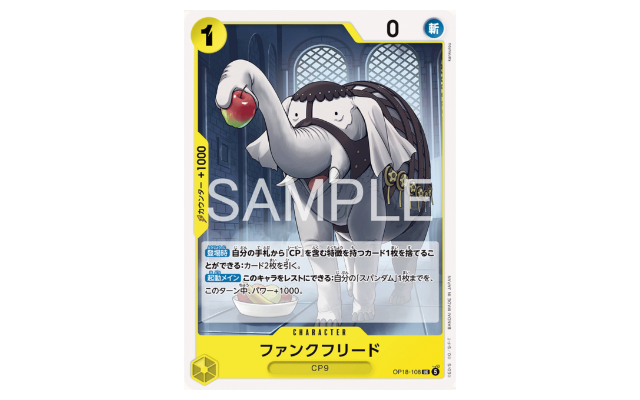 1
0
斬
カウンター +1000
SAMPLE
登場時 自分の手札から「CP」を含む特徴を持つカード1枚を捨てるこ
とができる:カード2枚を引く。
起動メイン このキャラをレストにできる:自分の「スパンダム」1枚までを、
このターン中、パワー+1000。
CHARACTER
ファンクフリード
CP9
OP18-108 UC 5